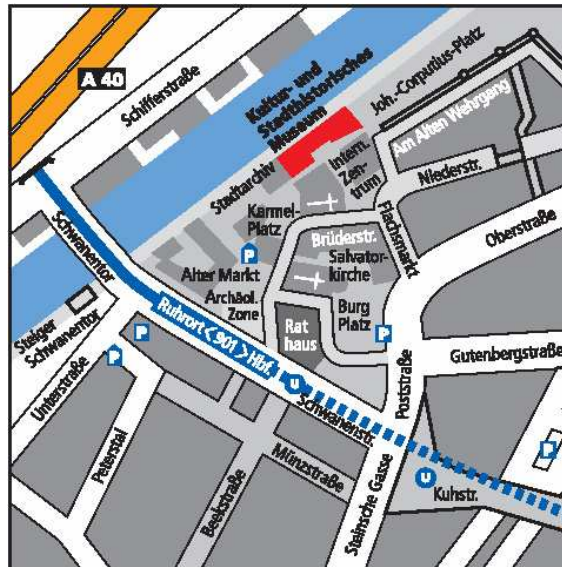 A 40
Schifferstraße
Kultur- und
Stadthistorisches
Museum
Joh.-Corputius-Platz
Am Alten Wehrgang
Stadtarchiv
Intern.
Zen-
trum
Niederstr.
Karmel-
Platz
Flachsmarkt
Schwanentor
Brüderstr.
Salvator-
kirche
Oberstraße
P
Alter Markt
Archäol.
Zone
Burg
Platz
Steiger
Schwanentor
P
Ruhrort < 901 > Hbf.
Rat
haus
P
Gutenbergstraße
P
Unterstraße
U
Schwanenstr.
Poststraße
Peterstal
Münzstraße
Beekstraße
Steinsche Gasse
U
Kuhstr.